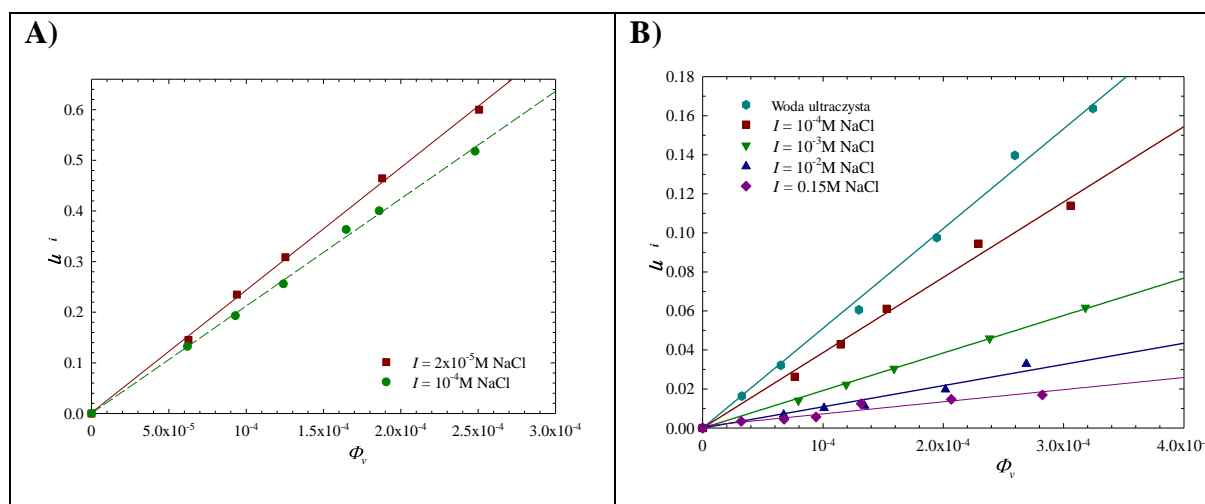 A)
0.6
0.5
0.4
0.3
0.2
0.1
0.0
I = 2x10⁻⁵M NaCl
I = 10⁻⁴M NaCl
0
5.0x10⁻⁵
10⁻⁴
1.5x10⁻⁴
2.0x10⁻⁴
2.5x10⁻⁴
3.0x10⁻⁴
Φᵥ
B)
0.18
0.16
0.14
0.12
0.10
0.08
0.06
0.04
0.02
0.00
Woda ultraczysta
I = 10⁻⁴M NaCl
I = 10⁻³M NaCl
I = 10⁻²M NaCl
I = 0.15M NaCl
0
10⁻⁴
2.0x10⁻⁴
3.0x10⁻⁴
4.0x10⁻⁴
Φᵥ